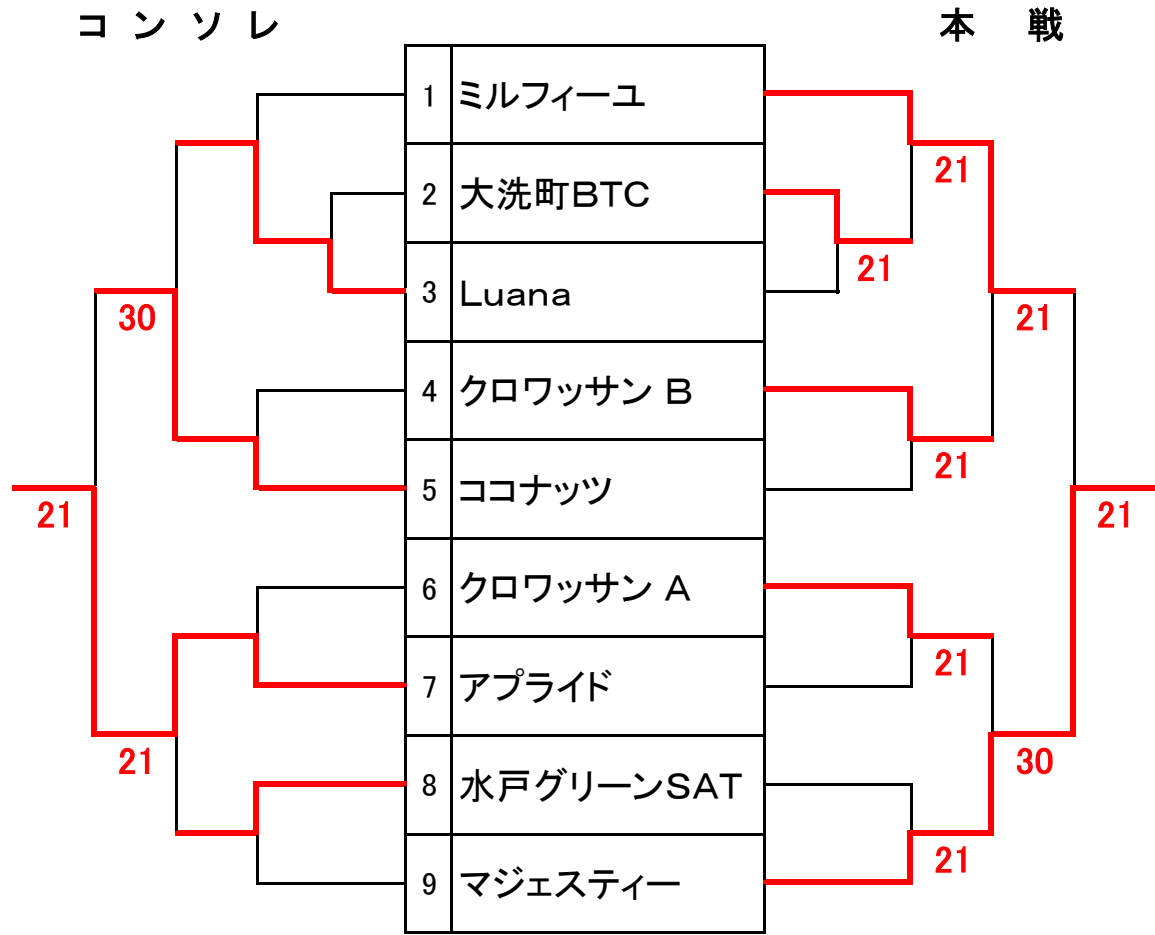 コンソレ 本戦
1 ミルフィーユ
21
2 大洗町BTC
21
3 Luana
30 21
4 クロワッサン B
21
5 ココナッツ
21 21
6 クロワッサン A
21
7 アプライド
21 30
8 水戸グリーンSAT
21
9 マジェスティー